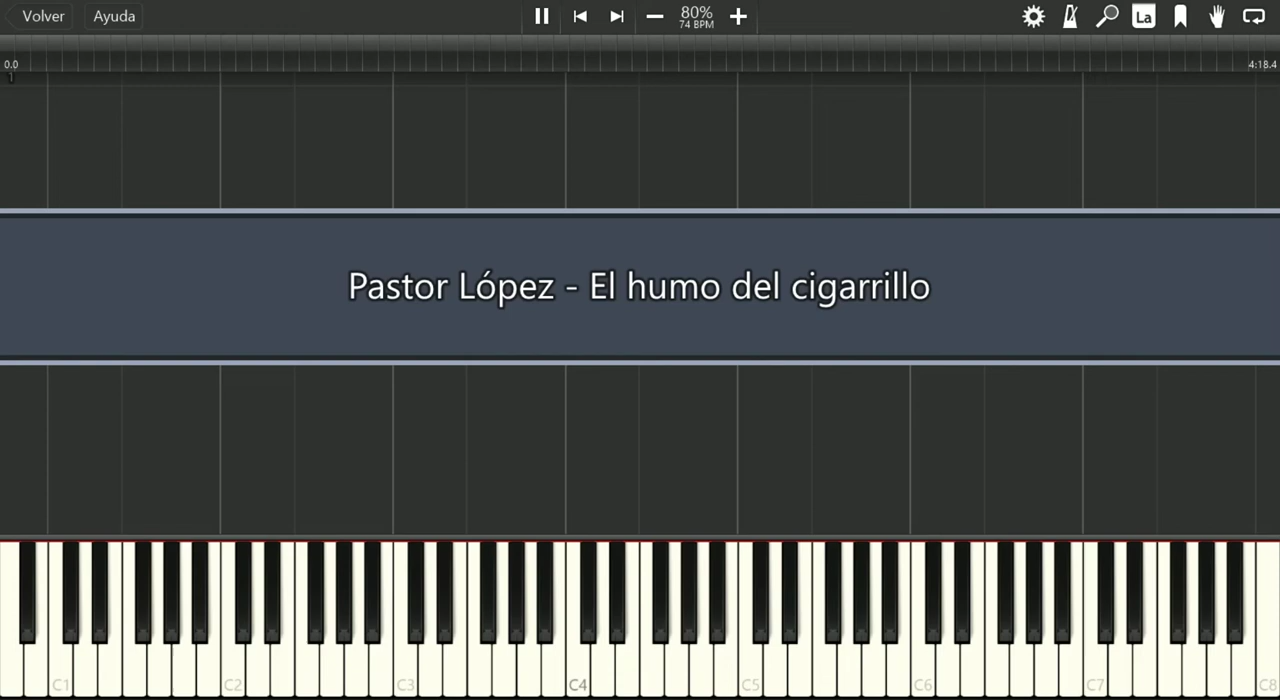 Volver Ayuda 80% La
74 BPM
0.0 4:18.4
1
Pastor López - El humo del cigarrillo
C1 C2 C3 C4 C5 C6 C7 C8